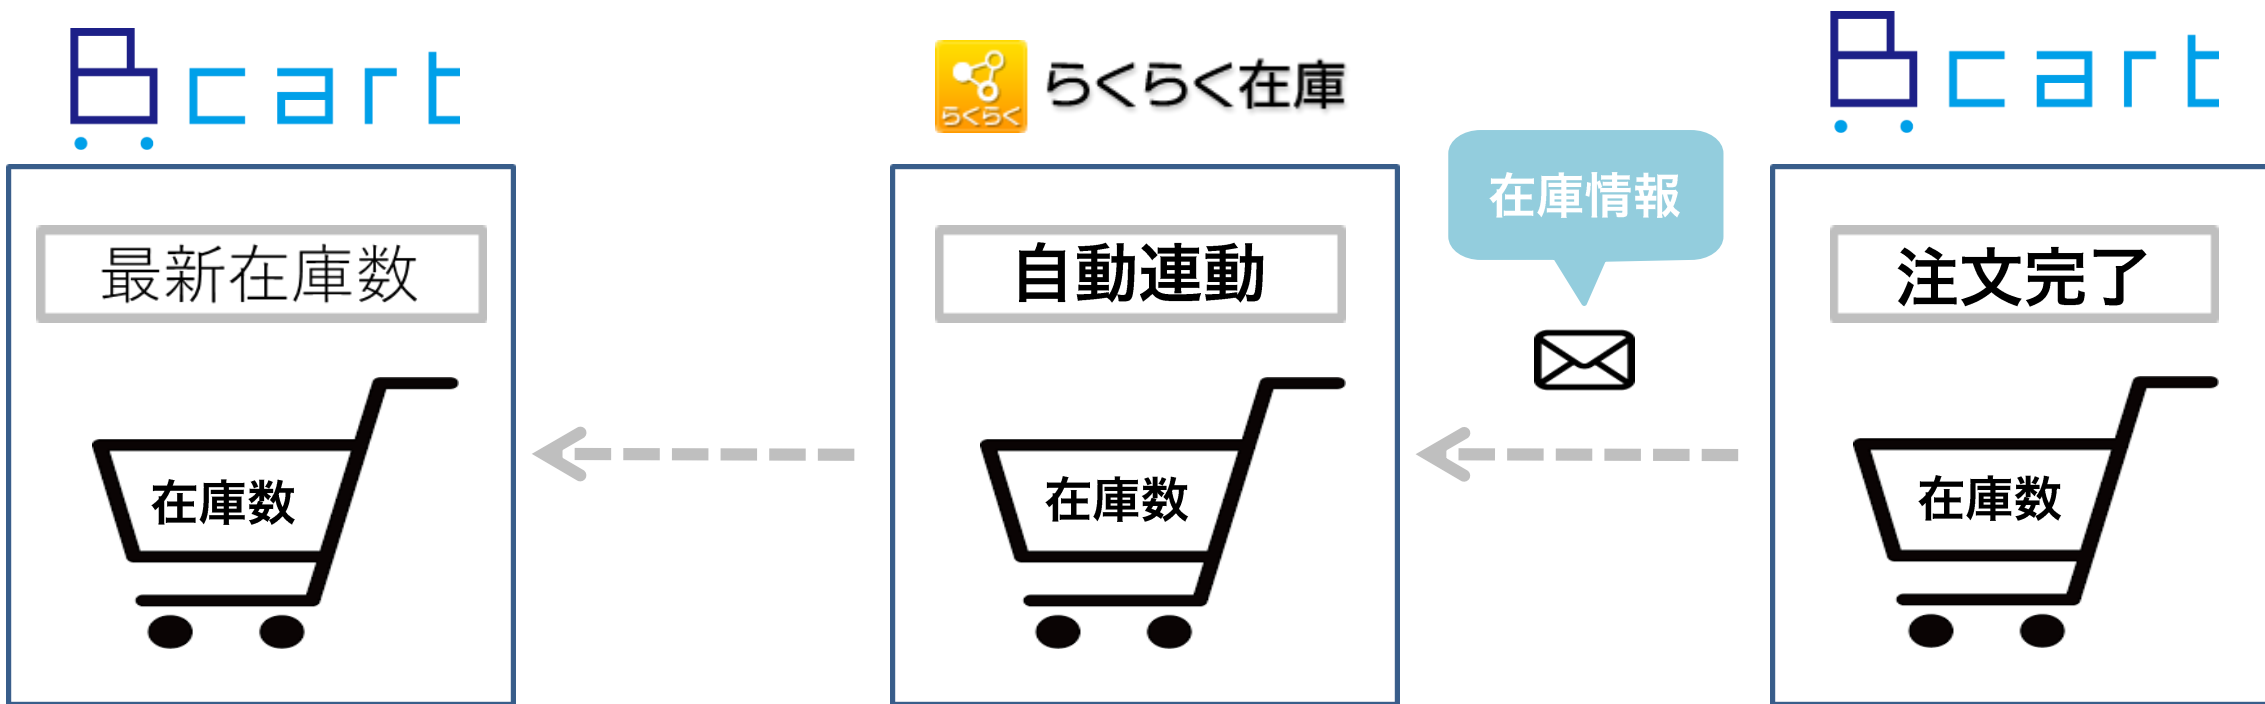 Bcart
らくらく
らくらく在庫
Bcart
在庫情報
最新在庫数
自動連動
注文完了
在庫数
在庫数
在庫数